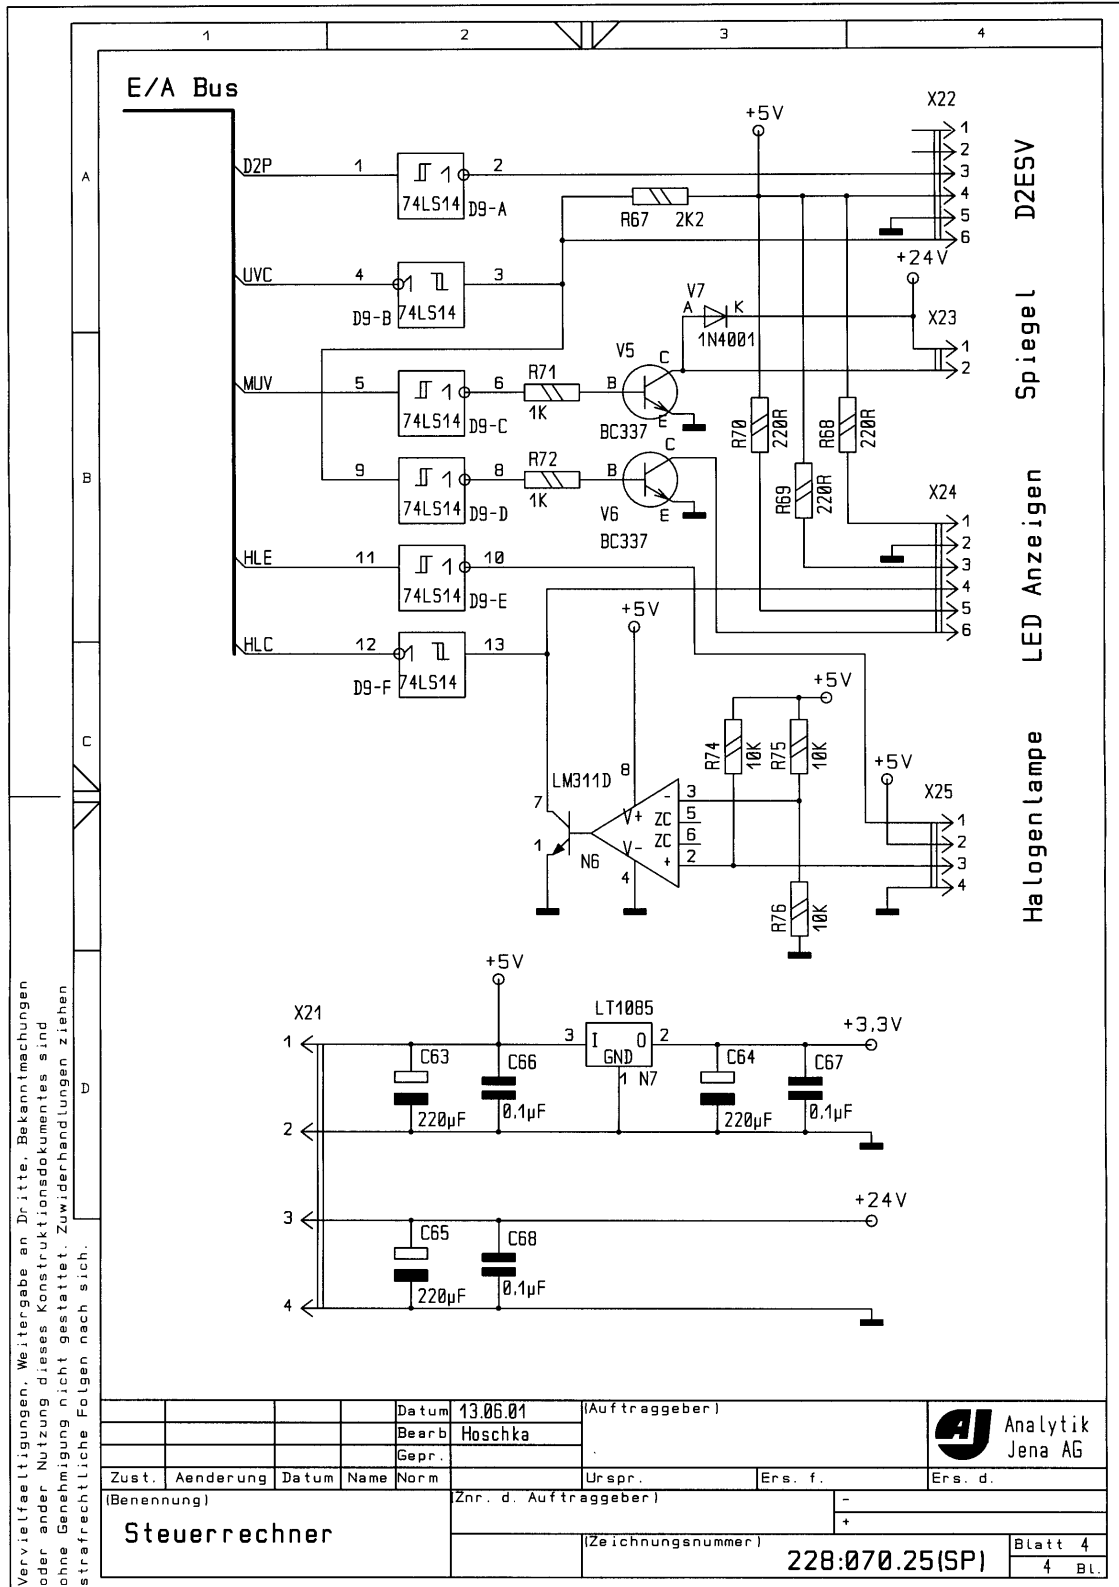 1 2 3 4
E/A Bus
A
B
C
D
D2P 1 1 2
74LS14 D9-A
UVC 4 1 3
D9-B 74LS14
MUV 5 1 6
74LS14 D9-C
R71
1K
V5
B C E
BC337
9 1 8
74LS14 D9-D
R72
1K
B C E
V6
BC337
HLE 11 1 10
74LS14 D9-E
HLC 12 1 13
D9-F 74LS14
+5V
R67 2K2
V7
A K
1N4001
+24V
R70 220R
R68 220R
R69 220R
X22
1
2
3
4
5
6
D2ESV
X23
1
2
Spiegel
X24
1
2
3
4
5
6
LED Anzeigen
+5V
+5V
+5V
R74 10K
R75 10K
R76 10K
LM311D
8
7
1
4
V+
V-
N6
- 3
ZC 5
ZC 6
+ 2
X25
1
2
3
4
Halogenlampe
+5V
X21
1
2
3
4
LT1085
3 I O 2
GND
1 N7
+3,3V
C63
220µF
C66
0,1µF
C64
220µF
C67
0,1µF
+24V
C65
220µF
C68
0,1µF
Vervielfaeltigungen, Weitergabe an Dritte, Bekanntmachungen
oder ander Nutzung dieses Konstruktionsdokumentes sind
ohne Genehmigung nicht gestattet. Zuwiderhandlungen ziehen
strafrechtliche Folgen nach sich.
Datum 13.06.01
Bearb Hoschka
Gepr.
Zust. Aenderung Datum Name Norm
(Auftraggeber)
AJ Analytik
Jena AG
Urspr. Ers. f. Ers. d.
(Benennung)
Steuerrechner
(Znr. d. Auftraggeber)
-
+
(Zeichnungsnummer)
228:070.25(SP)
Blatt 4
4 Bl.